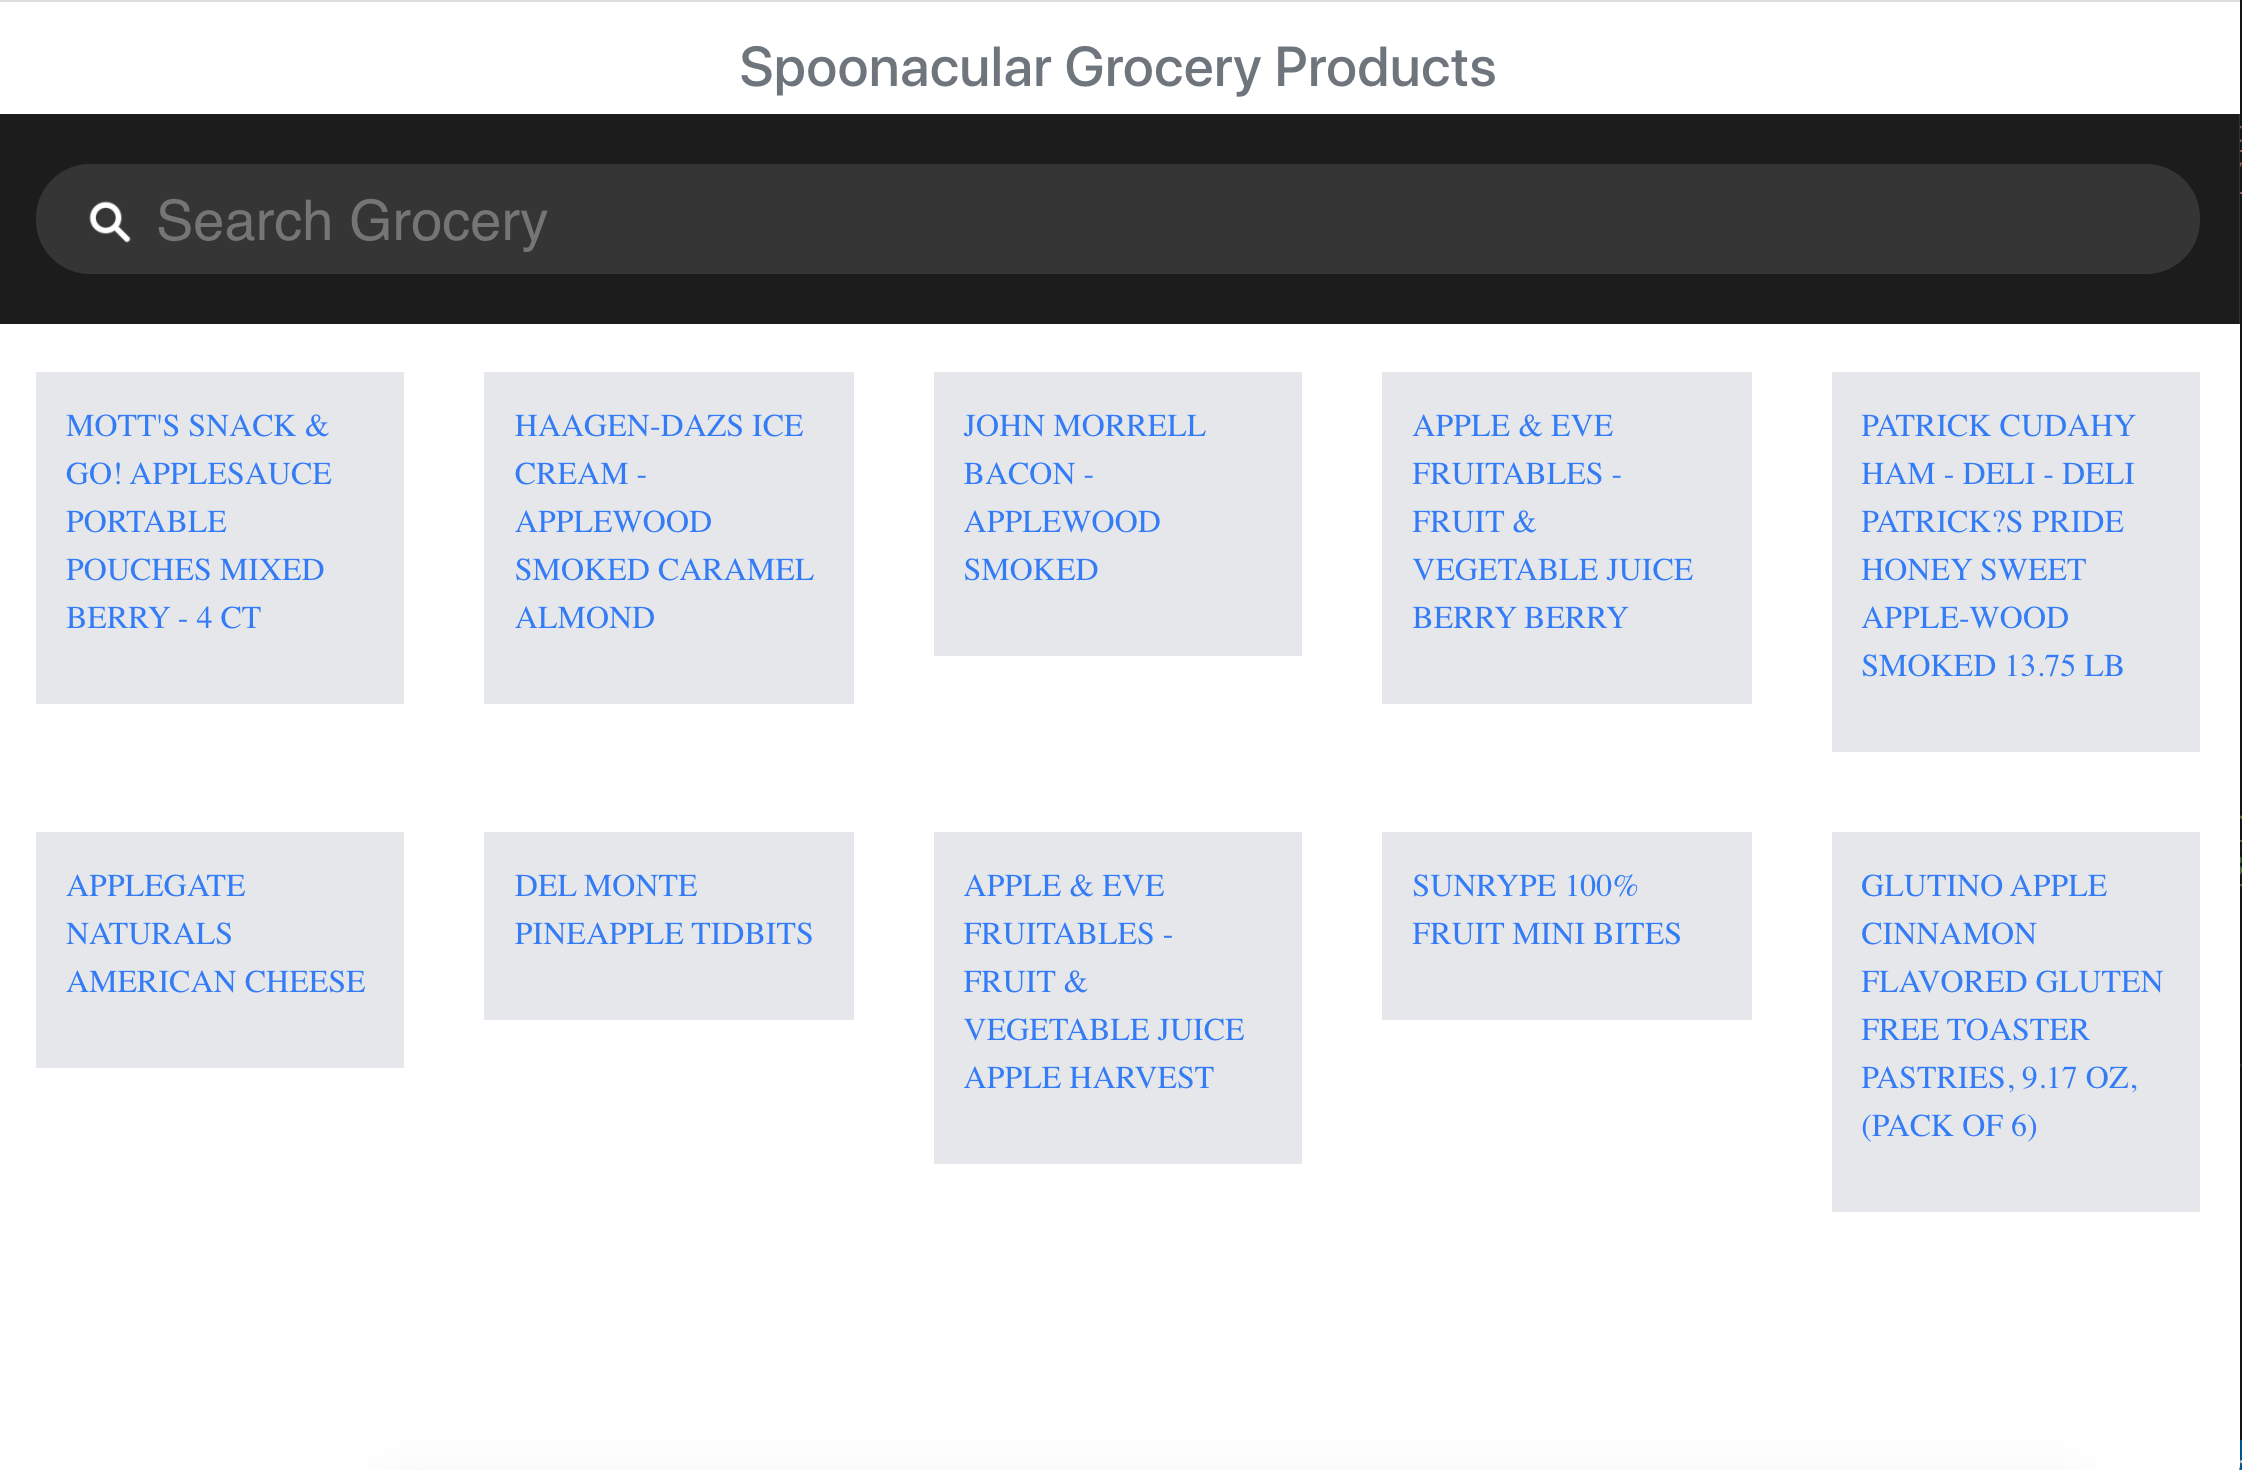 Spoonacular Grocery Products
Search Grocery
MOTT'S SNACK &
GO! APPLESAUCE
PORTABLE
POUCHES MIXED
BERRY - 4 CT
HAAGEN-DAZS ICE
CREAM -
APPLEWOOD
SMOKED CARAMEL
ALMOND
JOHN MORRELL
BACON -
APPLEWOOD
SMOKED
APPLE & EVE
FRUITABLES -
FRUIT &
VEGETABLE JUICE
BERRY BERRY
PATRICK CUDAHY
HAM - DELI - DELI
PATRICK?S PRIDE
HONEY SWEET
APPLE-WOOD
SMOKED 13.75 LB
APPLEGATE
NATURALS
AMERICAN CHEESE
DEL MONTE
PINEAPPLE TIDBITS
APPLE & EVE
FRUITABLES -
FRUIT &
VEGETABLE JUICE
APPLE HARVEST
SUNRYPE 100%
FRUIT MINI BITES
GLUTINO APPLE
CINNAMON
FLAVORED GLUTEN
FREE TOASTER
PASTRIES, 9.17 OZ,
(PACK OF 6)